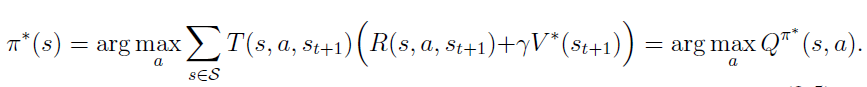 π*(s) = arg max_a ∑_{s∈𝒮} T(s, a, s_{t+1}) ( R(s, a, s_{t+1}) + γV*(s_{t+1}) ) = arg max_a Q^{π*}(s, a).